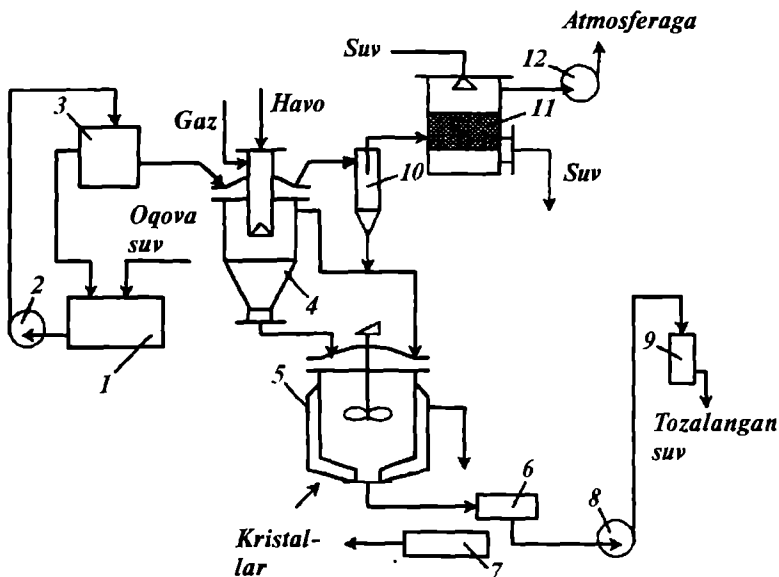 Atmosferaga
Suv
12
3
Havo
Gaz
11
10
Suv
Oqova
suv
2
4
1
9
5
Tozalangan
suv
6
8
Kristal-
lar
7